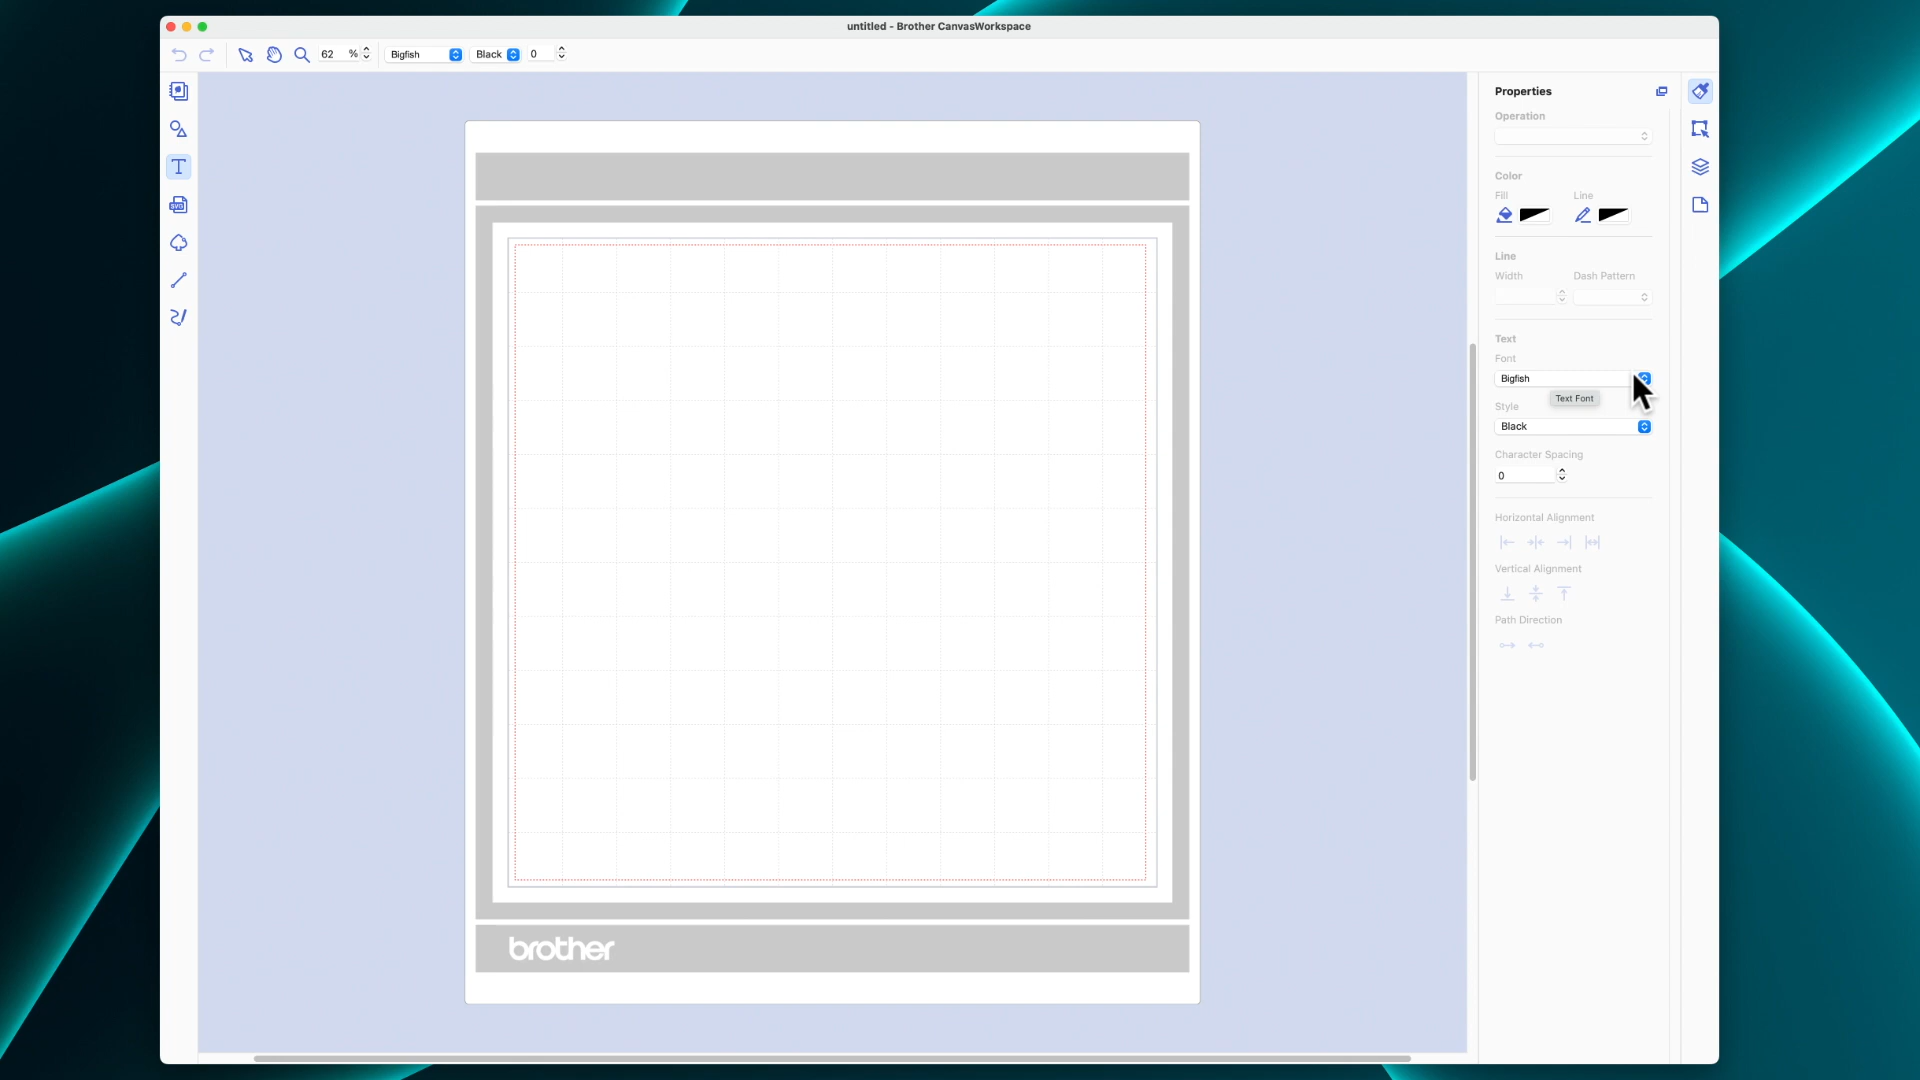 untitled - Brother CanvasWorkspace
62 % Bigfish Black 0
SVG
Properties
Operation
Color
Fill Line
Line
Width Dash Pattern
Text
Font
Bigfish
Text Font
Style
Black
Character Spacing
0
Horizontal Alignment
Vertical Alignment
Path Direction
brother